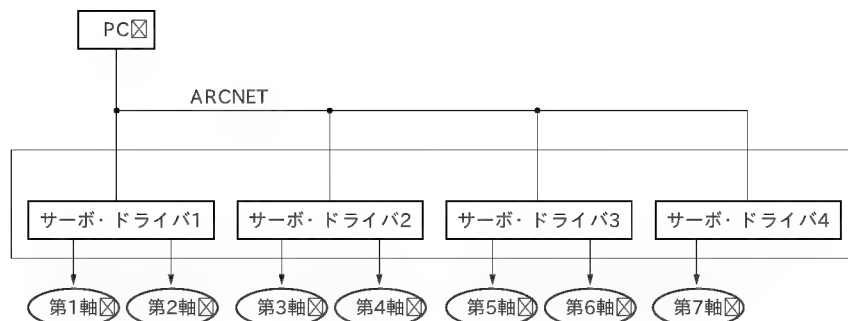 PC
ARCNET
サーボ・ドライバ1
サーボ・ドライバ2
サーボ・ドライバ3
サーボ・ドライバ4
第1軸
第2軸
第3軸
第4軸
第5軸
第6軸
第7軸